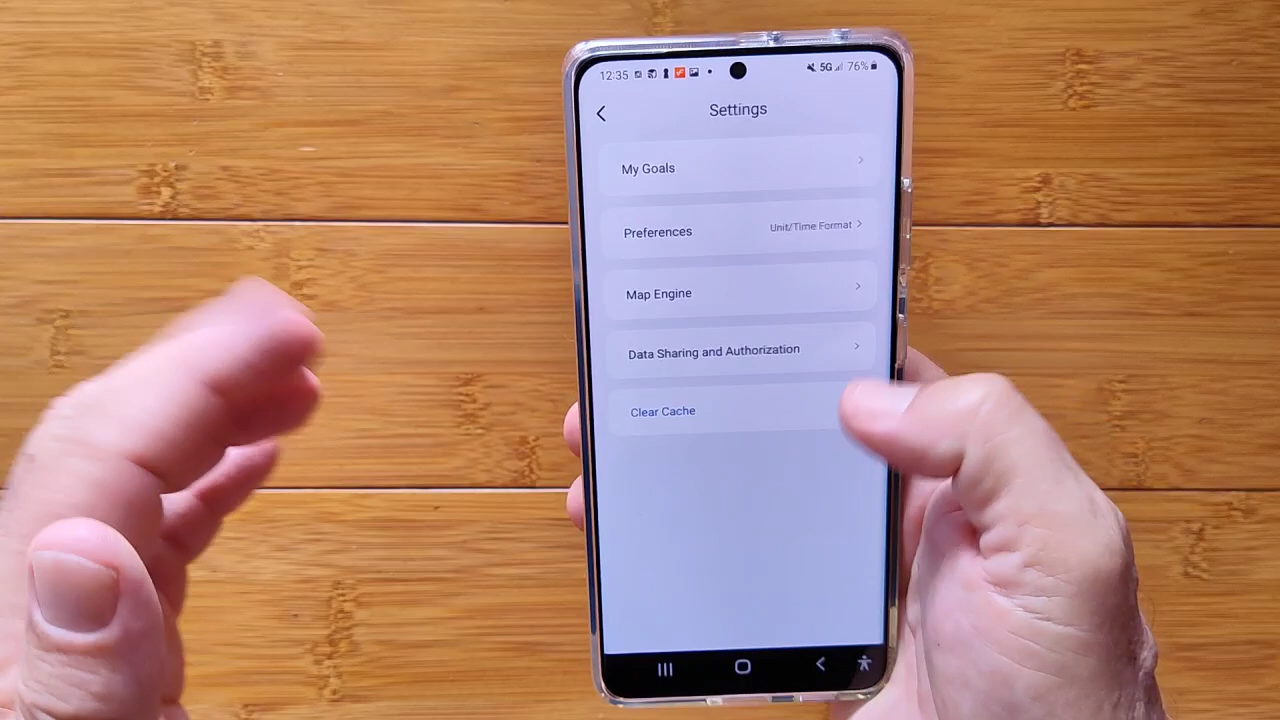 12:35 5G 76%
Settings
My Goals
Preferences Unit/Time Format
Map Engine
Data Sharing and Authorization
Clear Cache